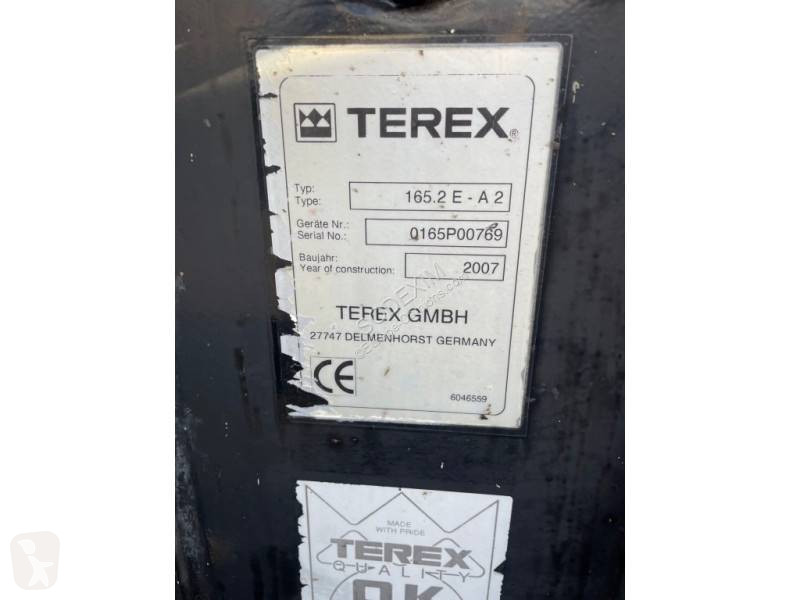 TEREX®
Typ:
Type:
165.2 E - A 2
Geräte Nr.:
Serial No.:
0165P00769
Baujahr:
Year of construction:
2007
TEREX GMBH
27747 DELMENHORST GERMANY
CE
6046559
MADE
WITH PRIDE
TEREX
QUALITY
OK